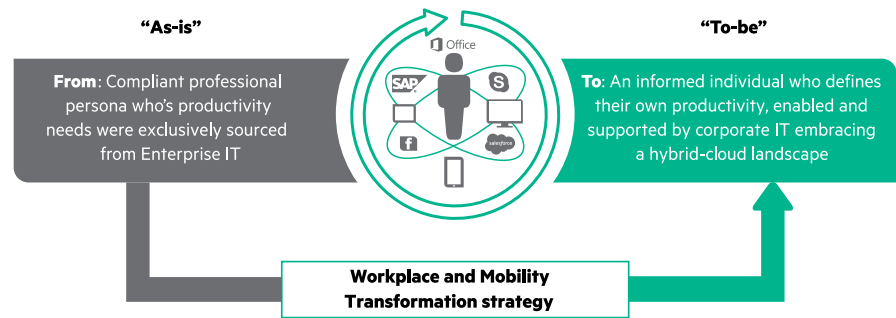 “As-is”
“To-be”
From: Compliant professional
persona who’s productivity
needs were exclusively sourced
from Enterprise IT
Office
SAP
S
f
salesforce
To: An informed individual who defines
their own productivity, enabled and
supported by corporate IT embracing
a hybrid-cloud landscape
Workplace and Mobility
Transformation strategy